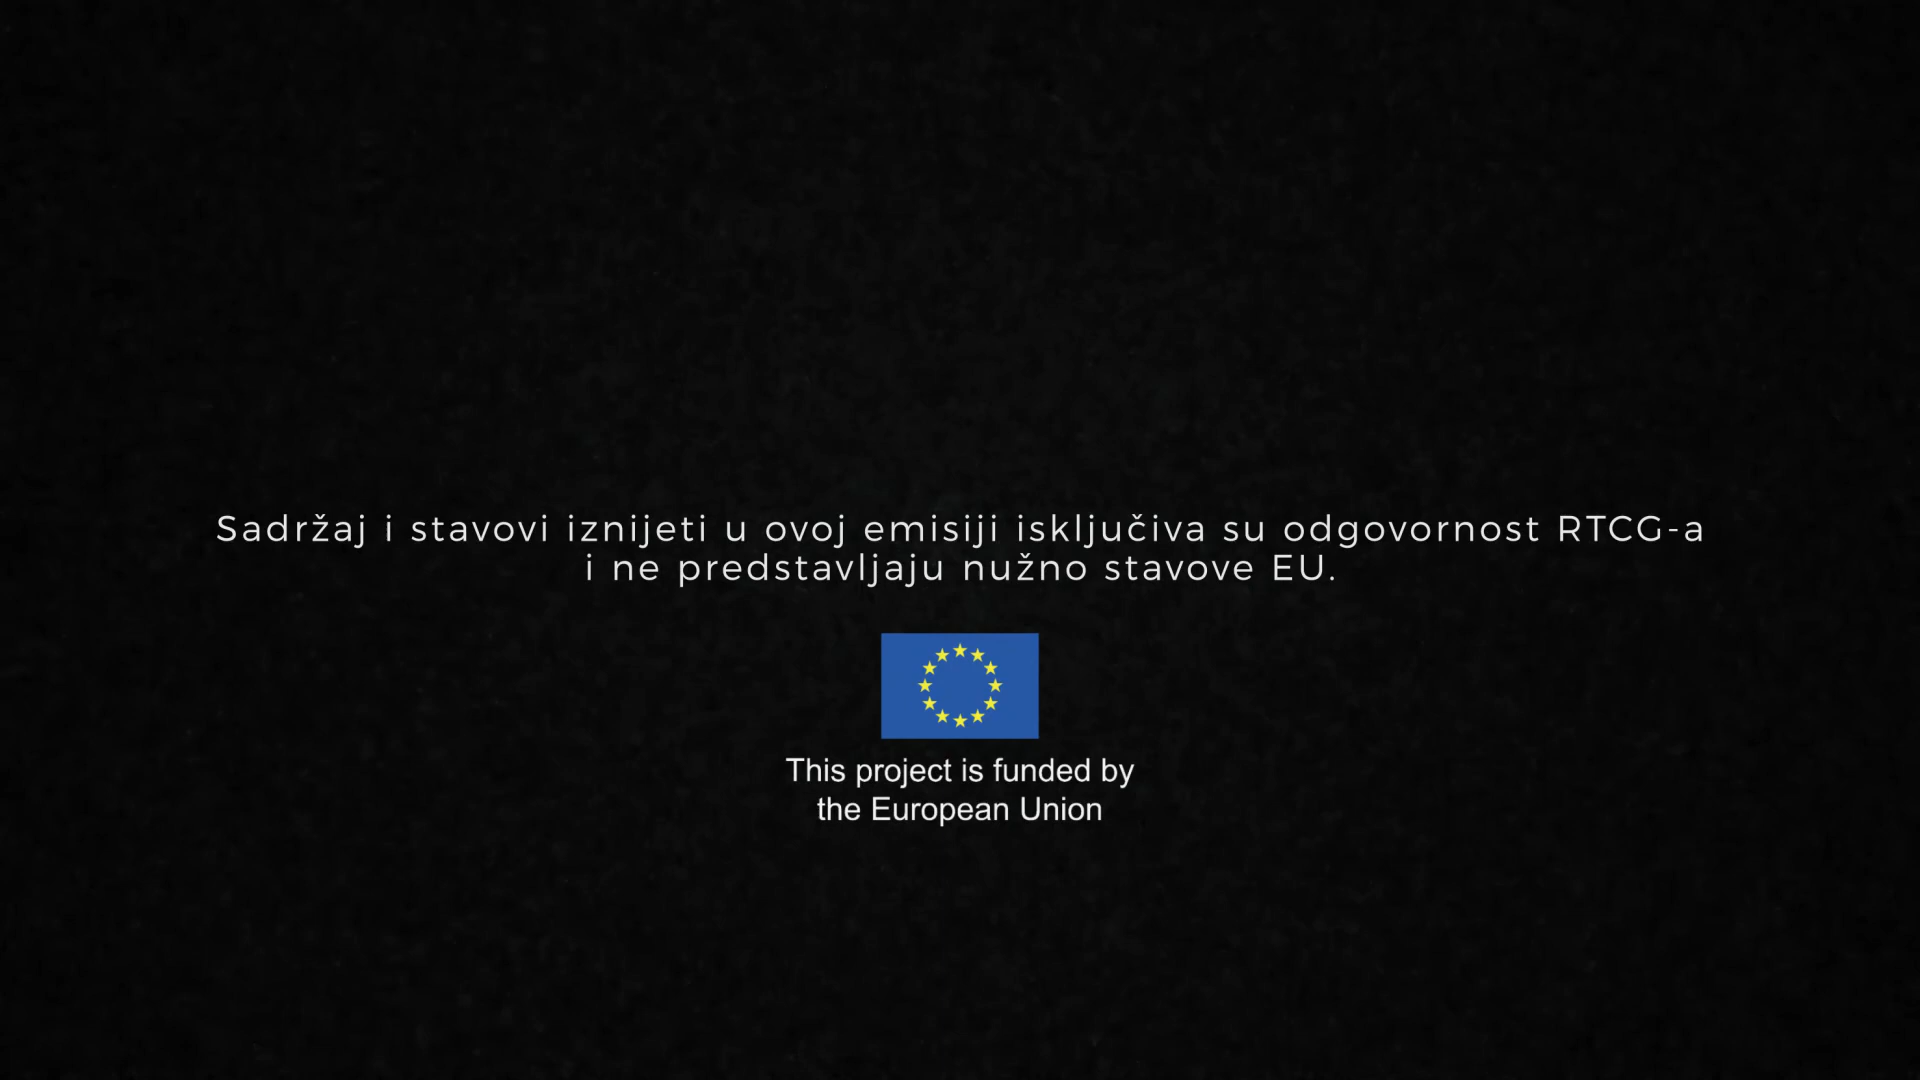 Sadržaj i stavovi iznijeti u ovoj emisiji isključiva su odgovornost RTCG-a
i ne predstavljaju nužno stavove EU.
This project is funded by
the European Union